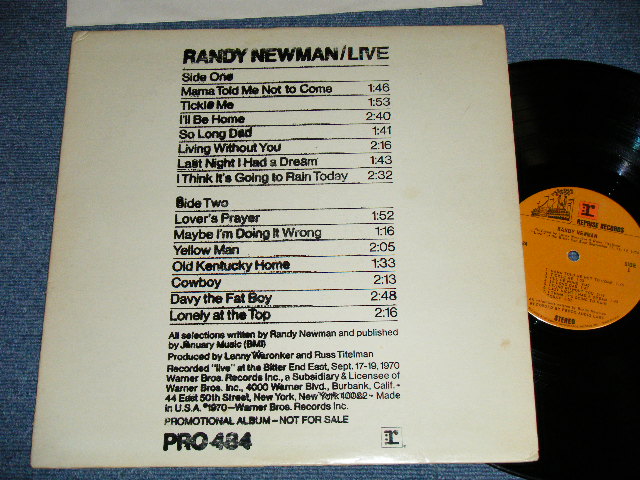 RANDY NEWMAN/LIVE
Side One
Mama Told Me Not to Come 1:46
Tickle Me 1:53
I'll Be Home 2:40
So Long Dad 1:41
Living Without You 2:16
Last Night I Had a Dream 1:43
I Think It's Going to Rain Today 2:32
Side Two
Lover's Prayer 1:52
Maybe I'm Doing It Wrong 1:16
Yellow Man 2:05
Old Kentucky Home 1:33
Cowboy 2:13
Davy the Fat Boy 2:48
Lonely at the Top 2:16
All selections written by Randy Newman and published
by January Music (BMI)
Produced by Lenny Waronker and Russ Titelman
Recorded "live" at the Bitter End East, Sept. 17-19, 1970
Warner Bros. Records Inc., a Subsidiary & Licensee of
Warner Bros. Inc., 4000 Warner Blvd., Burbank, Calif. -
44 East 50th Street, New York, New York 10022 - Made
in U.S.A. ℗1970—Warner Bros. Records Inc.
PROMOTIONAL ALBUM – NOT FOR SALE
PRO 484
r
REPRISE RECORDS
RANDY NEWMAN
STEREO